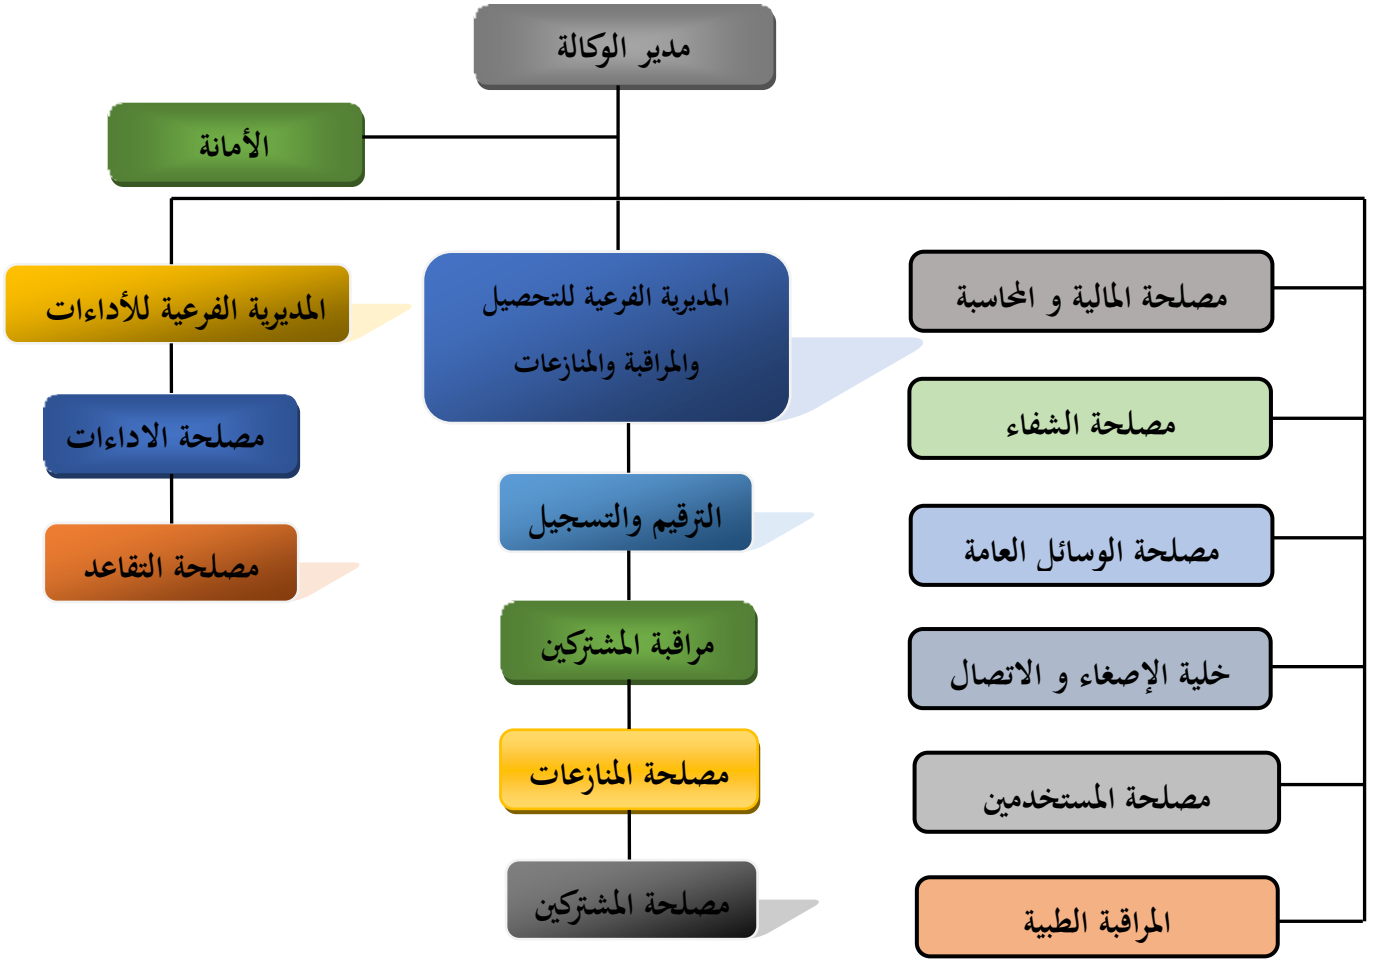 مدير الوكالة
الأمانة
مصلحة المالية و المحاسبة
مصلحة الشفاء
مصلحة الوسائل العامة
خلية الإصغاء و الاتصال
مصلحة المستخدمين
المراقبة الطبية
المديرية الفرعية للتحصيل
والمراقبة والمنازعات
الترقيم والتسجيل
مراقبة المشتركين
مصلحة المنازعات
مصلحة المشتركين
المديرية الفرعية للأداءات
مصلحة الاداءات
مصلحة التقاعد